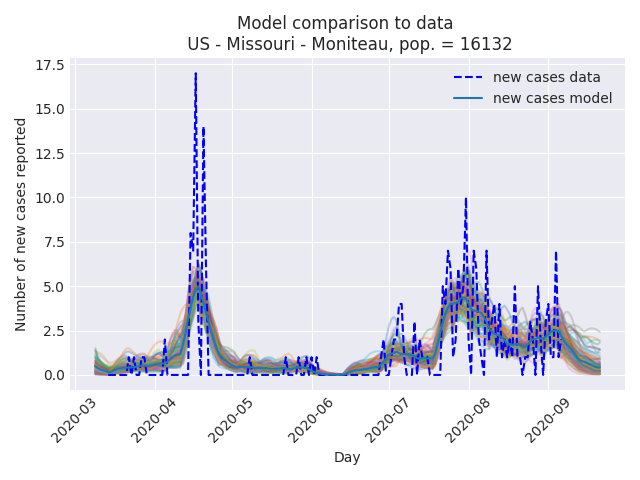 Model comparison to data
US - Missouri - Moniteau, pop. = 16132
new cases data
new cases model
Number of new cases reported
17.5
15.0
12.5
10.0
7.5
5.0
2.5
0.0
2020-03
2020-04
2020-05
2020-06
2020-07
2020-08
2020-09
Day